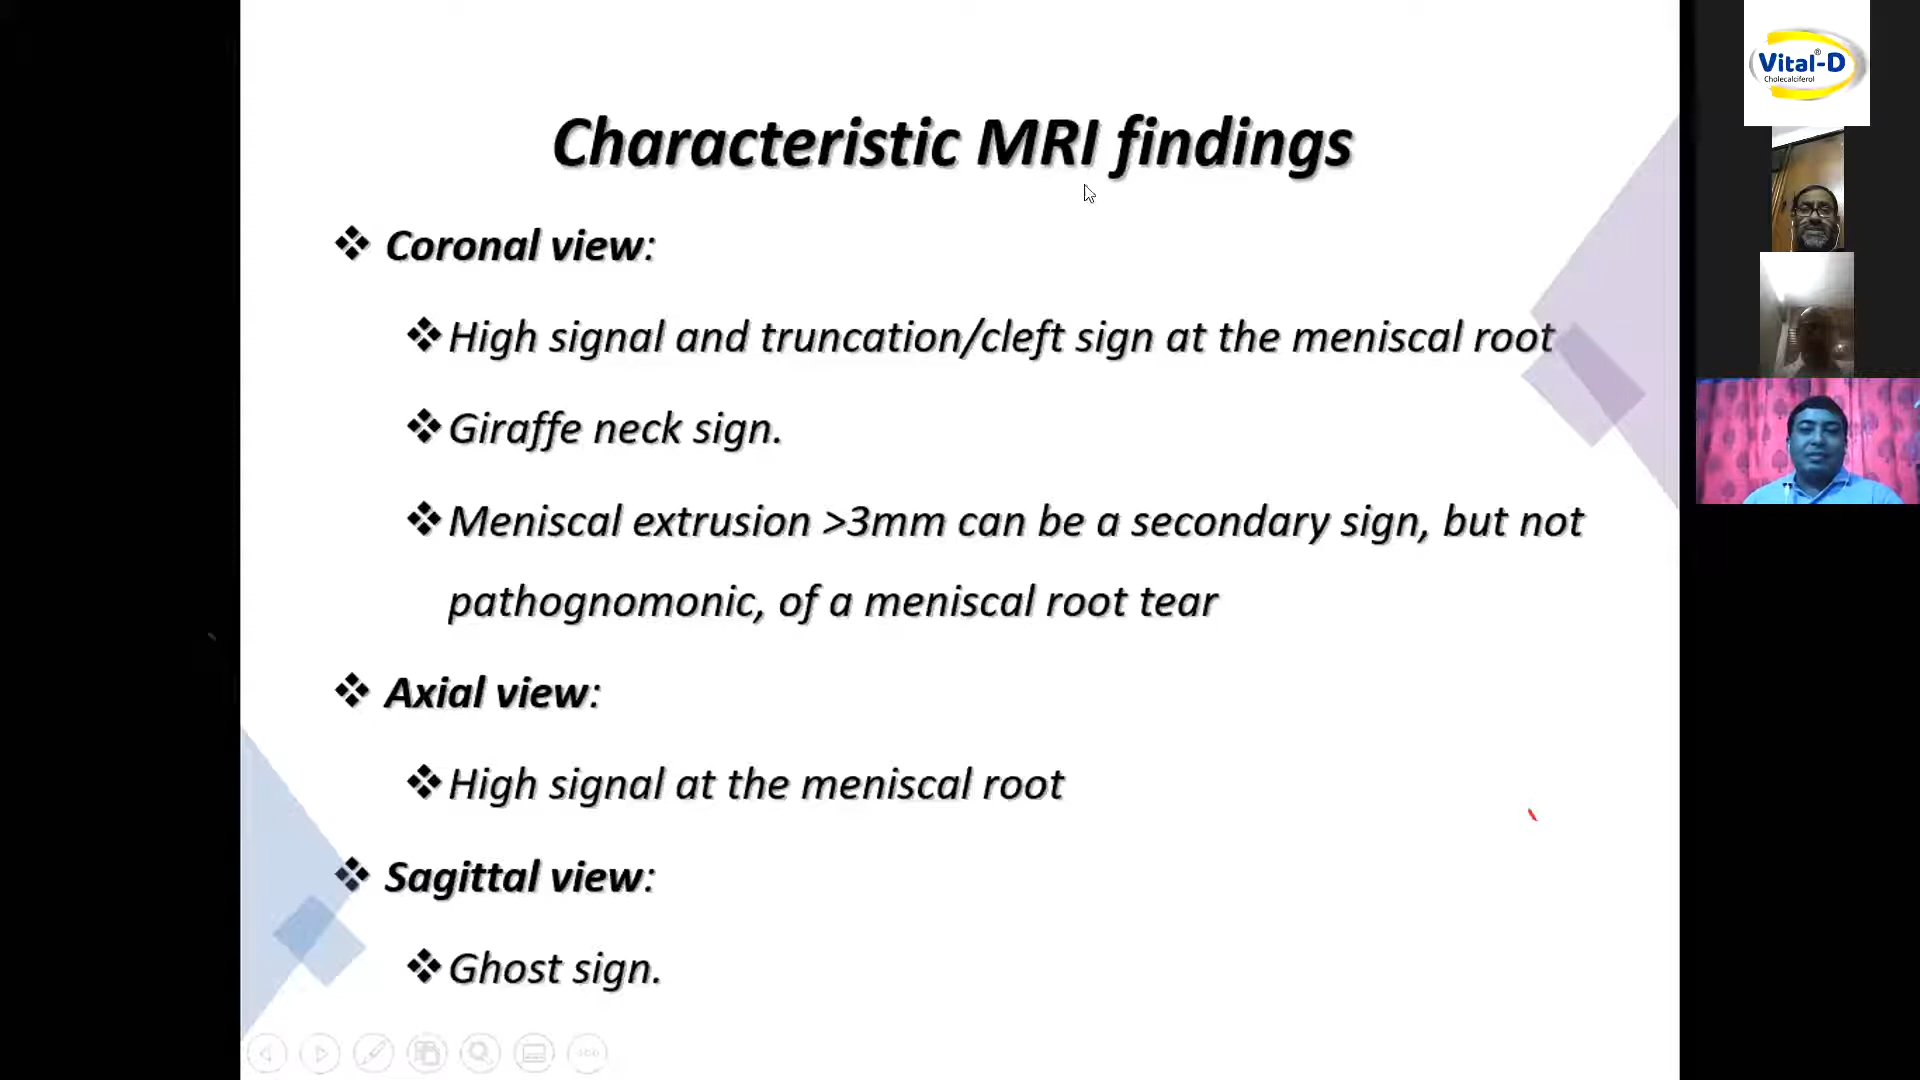 Characteristic MRI findings
Coronal view:
High signal and truncation/cleft sign at the meniscal root
Giraffe neck sign.
Meniscal extrusion >3mm can be a secondary sign, but not
pathognomonic, of a meniscal root tear
Axial view:
High signal at the meniscal root
Sagittal view:
Ghost sign.
Vital-D®
Cholecalciferol